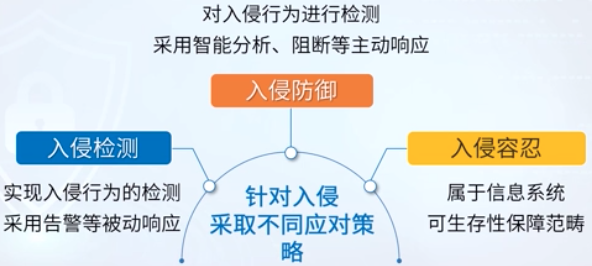 对入侵行为进行检测
采用智能分析、阻断等主动响应
入侵防御
入侵检测
实现入侵行为的检测
采用告警等被动响应
入侵容忍
属于信息系统
可生存性保障范畴
针对入侵
采取不同应对策
略